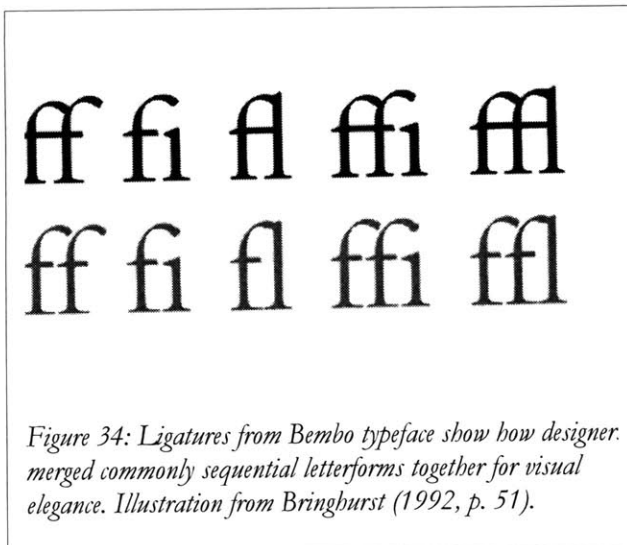 ff fi fl ffi ffl
ff fi fl ffi ffl
Figure 34: Ligatures from Bembo typeface show how designer.
merged commonly sequential letterforms together for visual
elegance. Illustration from Bringhurst (1992, p. 51).